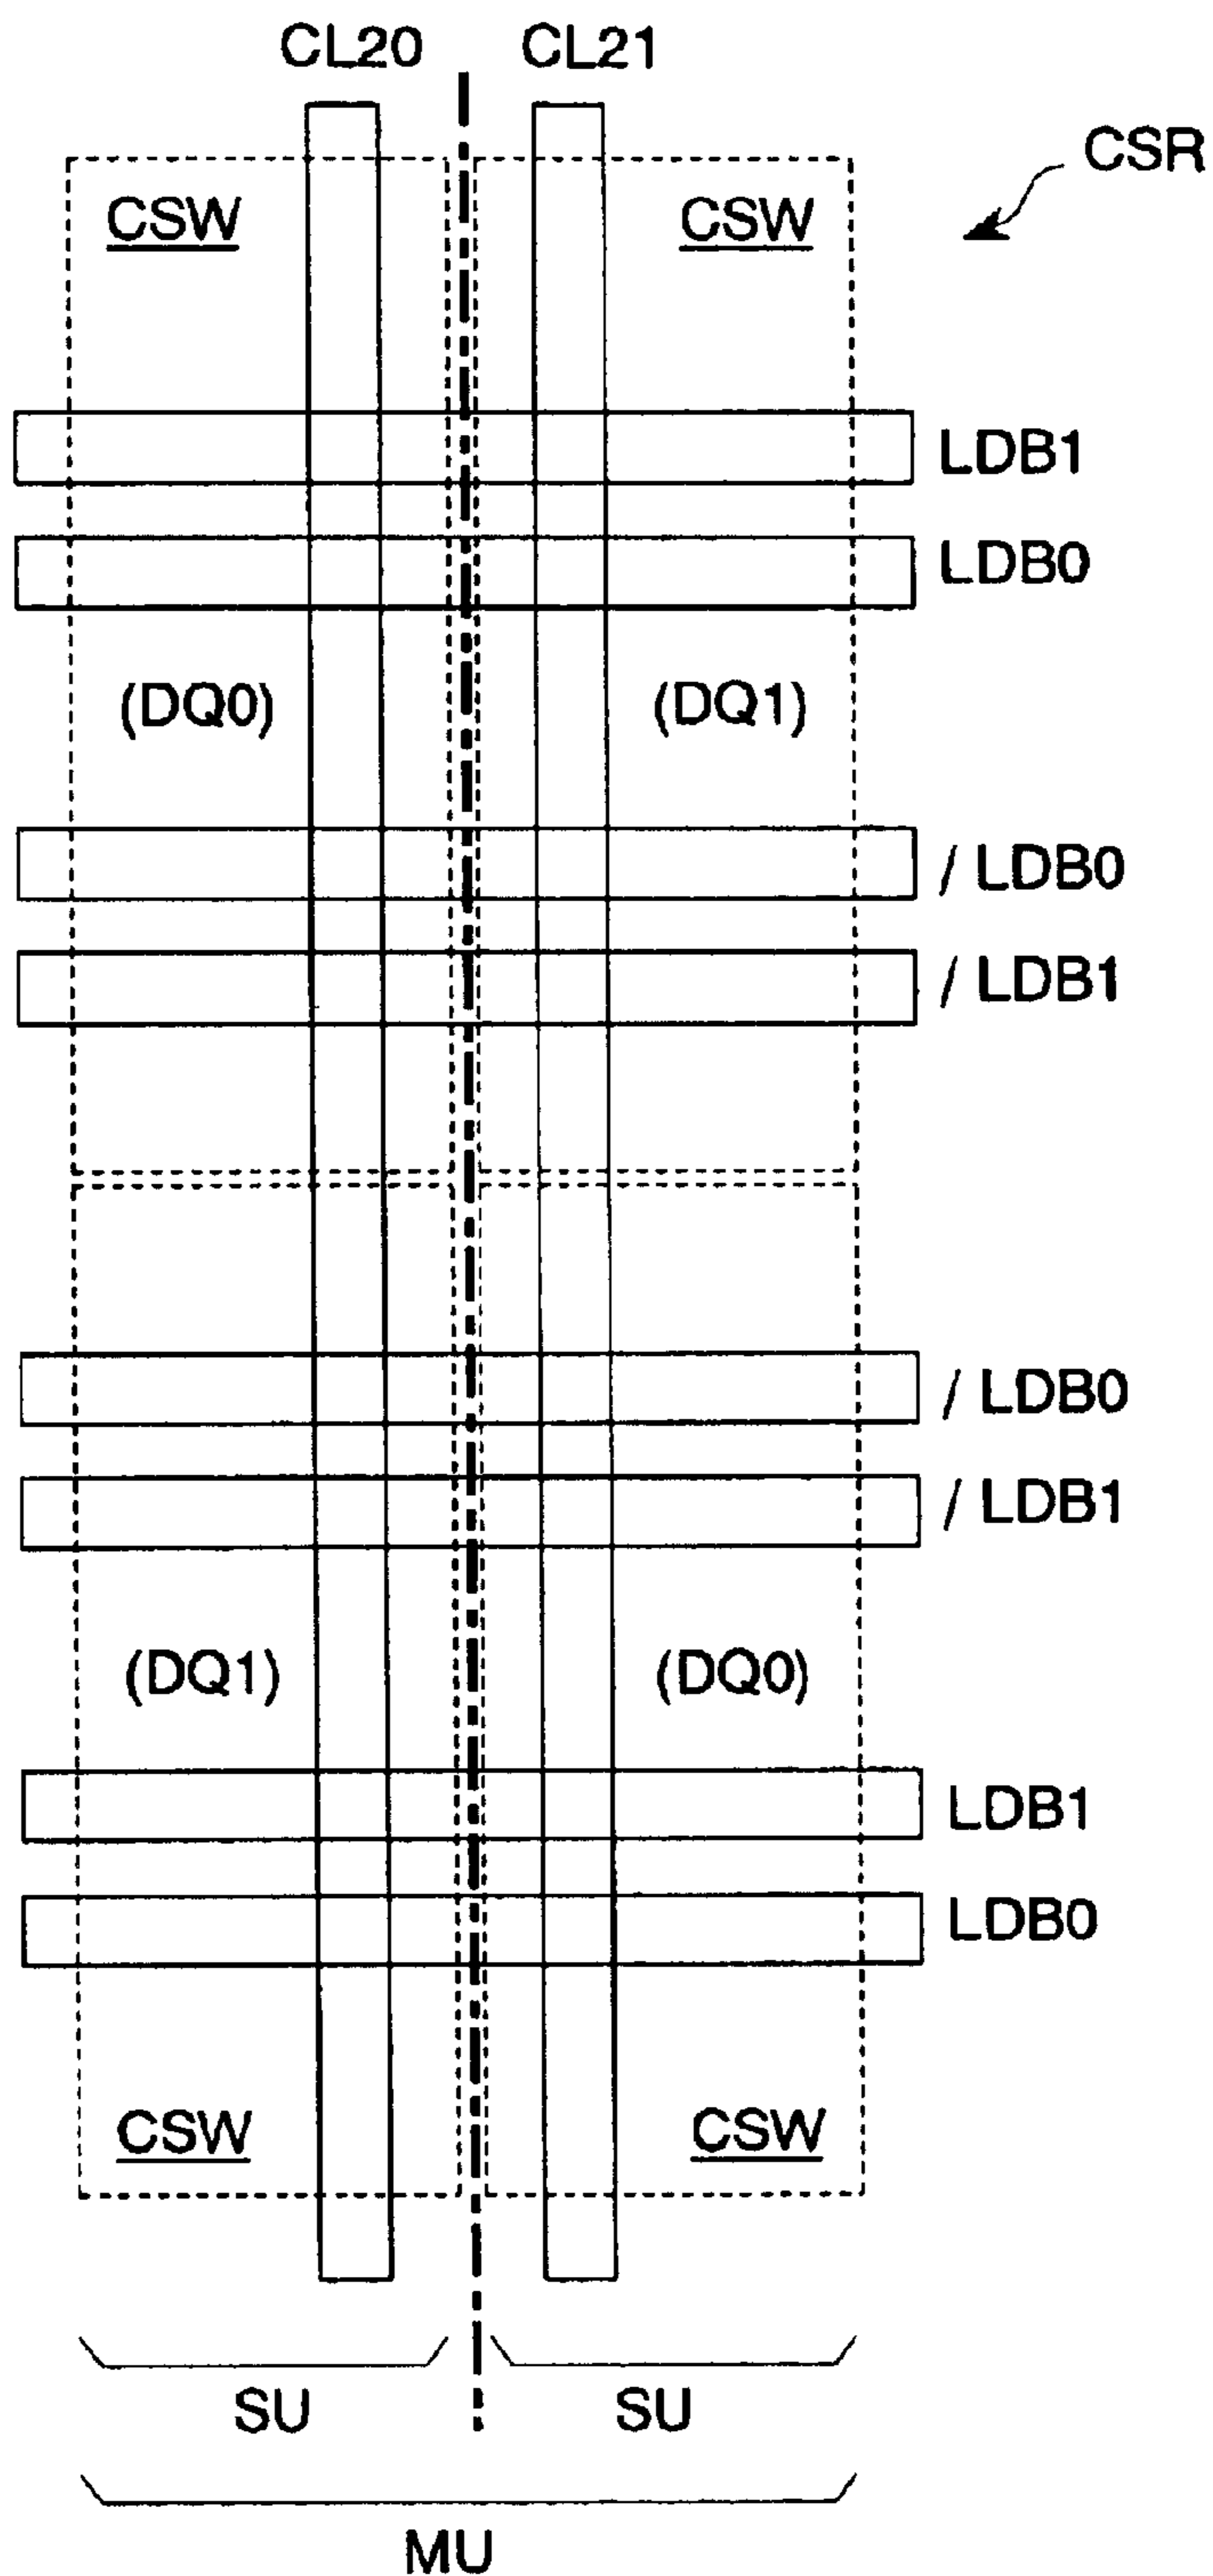 CL20 CL21
CSR
CSW CSW
LDB1
LDB0
(DQ0) (DQ1)
/ LDB0
/ LDB1
/ LDB0
/ LDB1
(DQ1) (DQ0)
LDB1
LDB0
CSW CSW
SU SU
MU